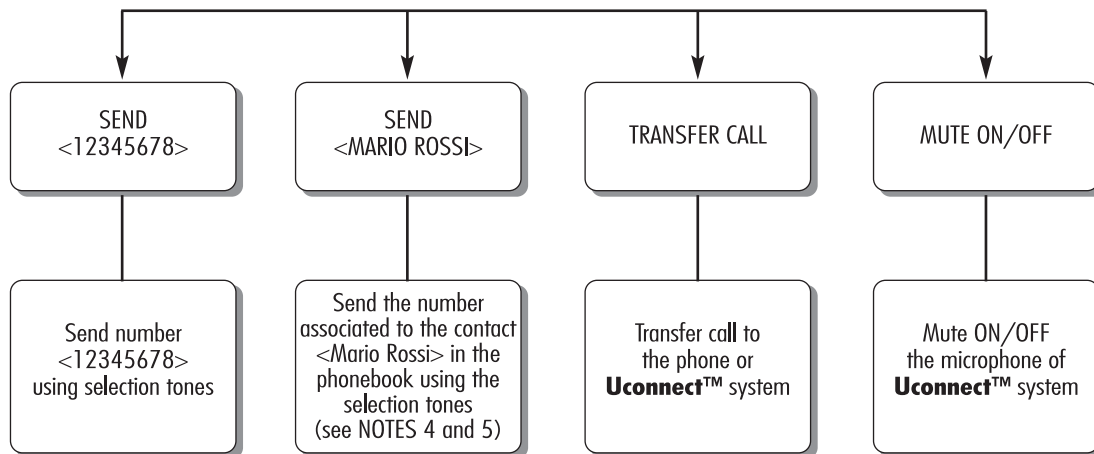 SEND
<12345678>
SEND
<MARIO ROSSI>
TRANSFER CALL
MUTE ON/OFF
Send number
<12345678>
using selection tones
Send the number
associated to the contact
<Mario Rossi> in the
phonebook using the
selection tones
(see NOTES 4 and 5)
Transfer call to
the phone or
Uconnect™ system
Mute ON/OFF
the microphone of
Uconnect™ system